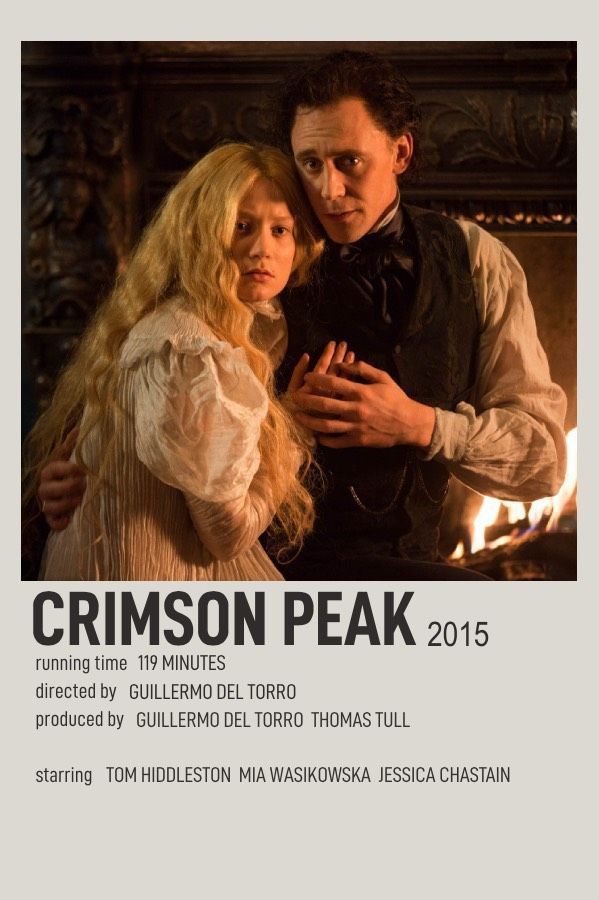 CRIMSON PEAK 2015
running time 119 MINUTES
directed by GUILLERMO DEL TORRO
produced by GUILLERMO DEL TORRO THOMAS TULL
starring TOM HIDDLESTON MIA WASIKOWSKA JESSICA CHASTAIN